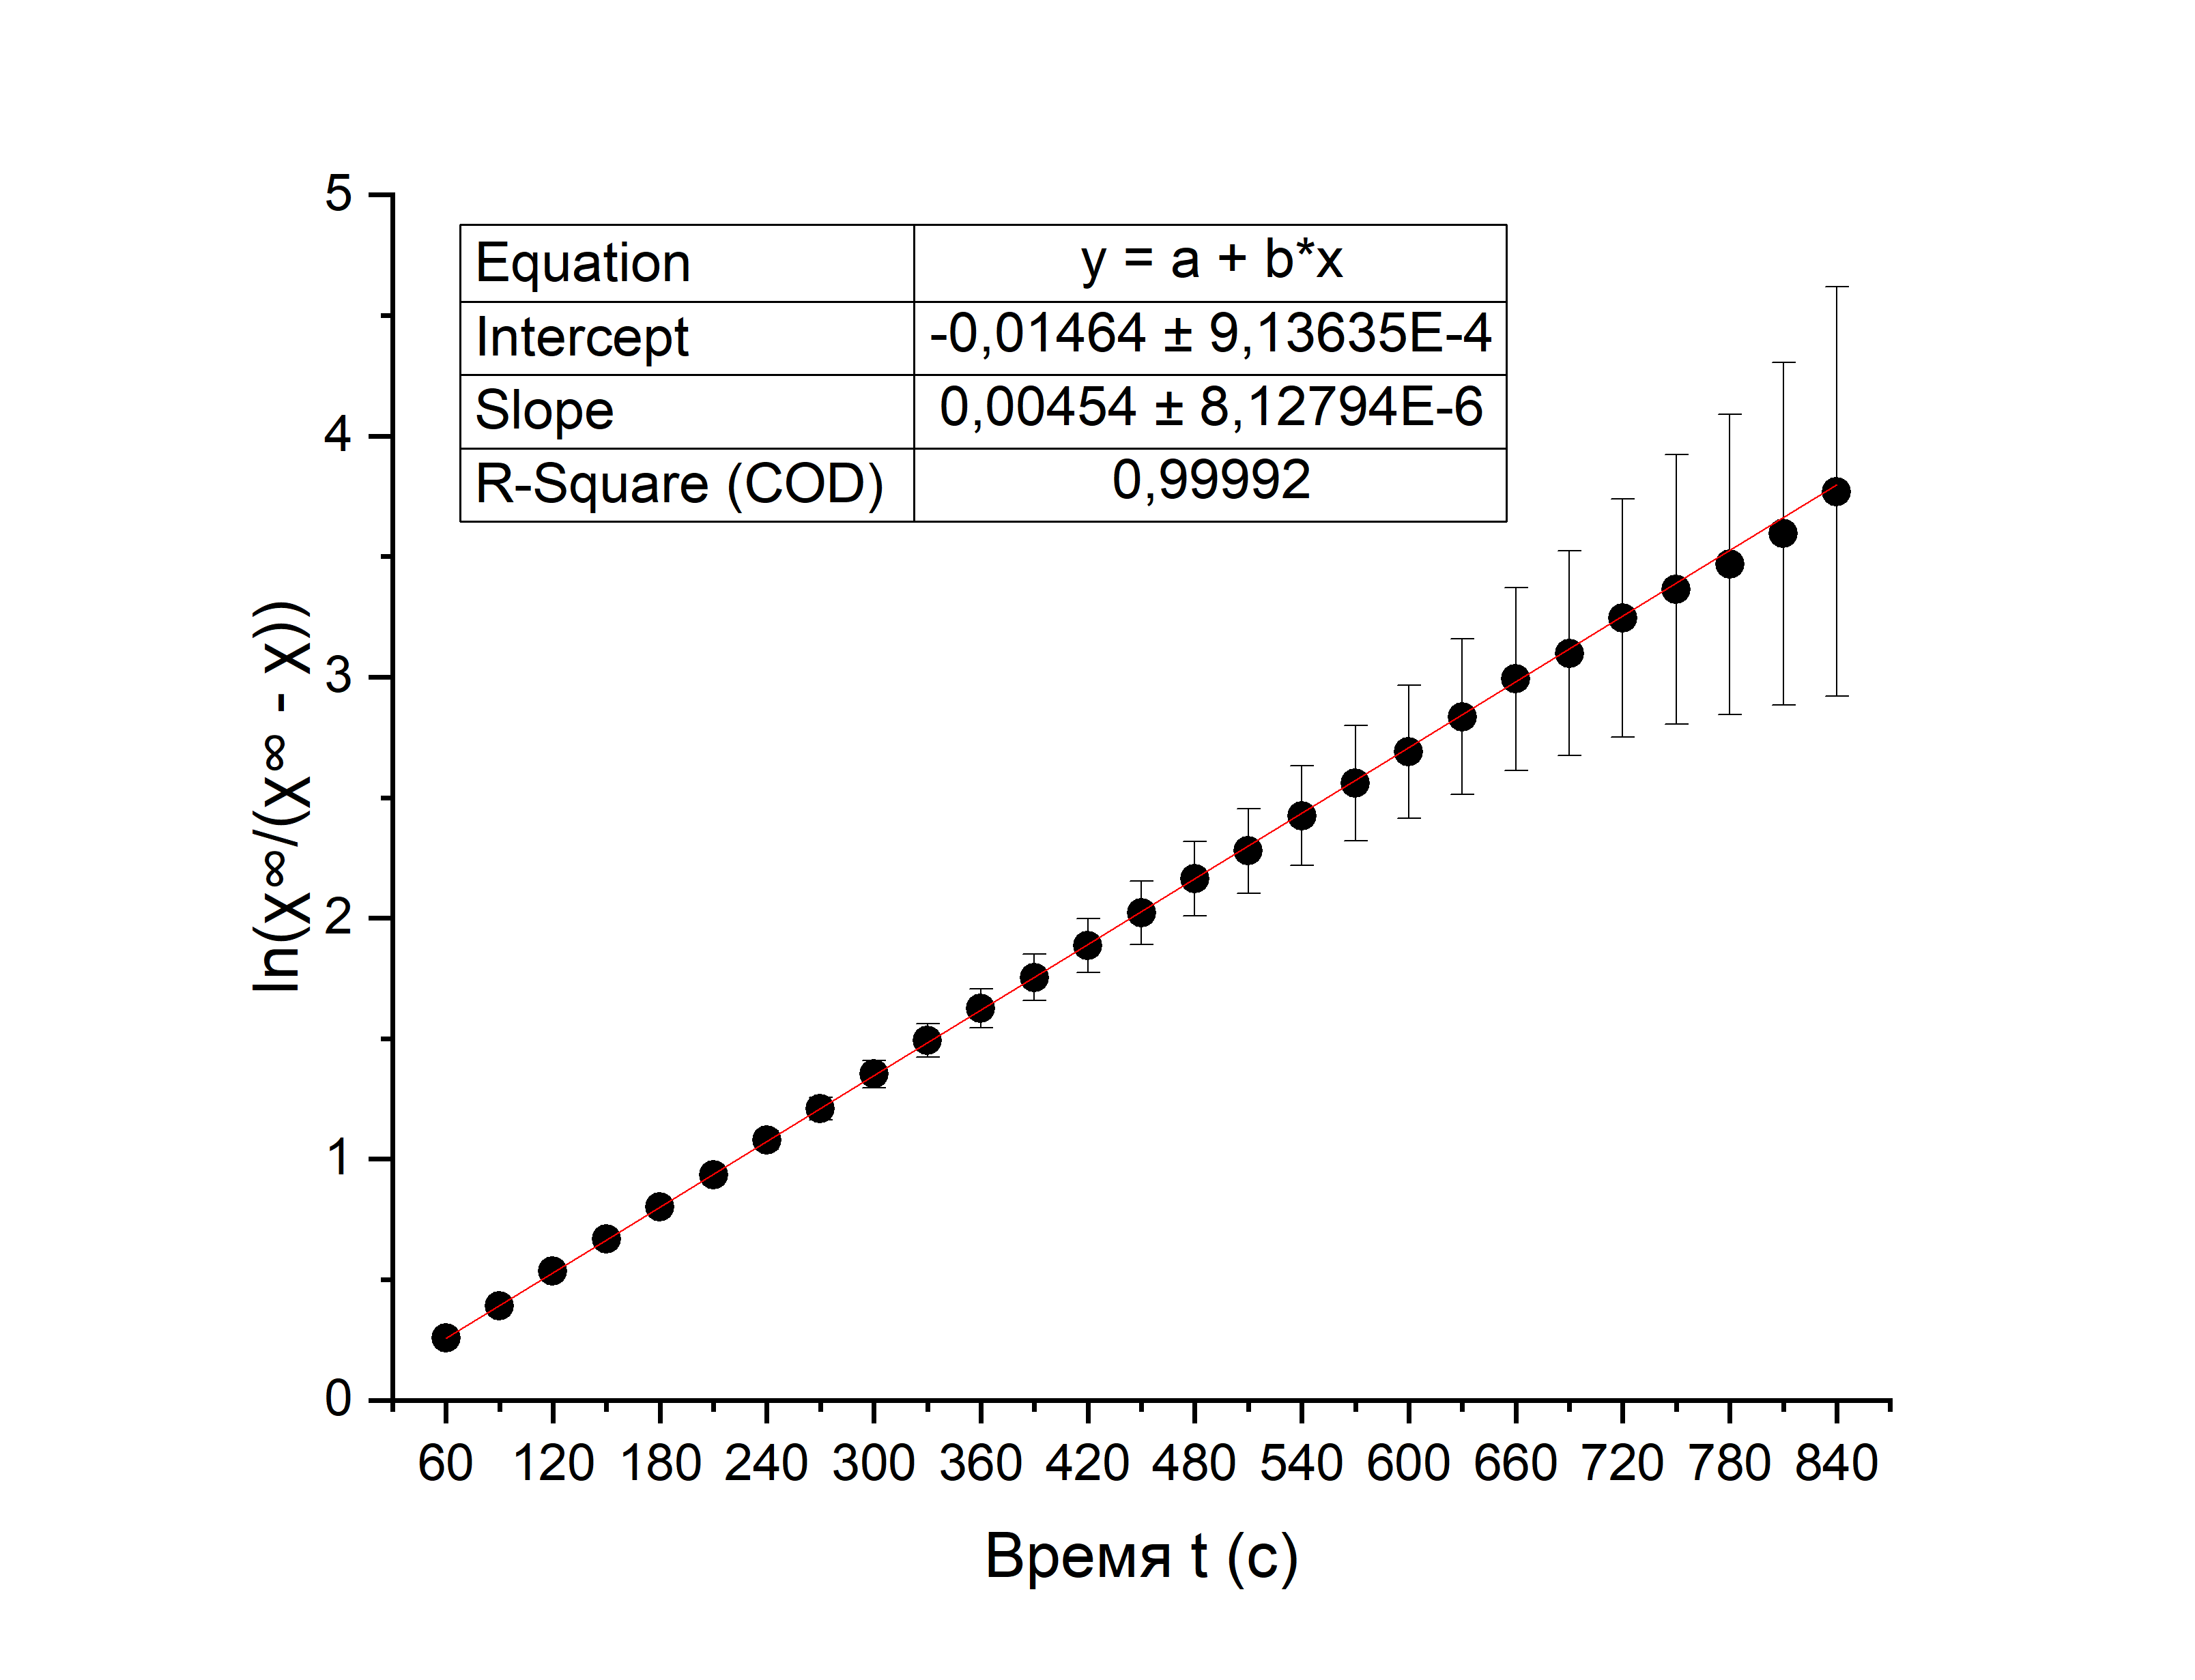 5
4
3
2
1
0
ln(x∞/(x∞ - x))
Equation y = a + b*x
Intercept -0,01464 ± 9,13635E-4
Slope 0,00454 ± 8,12794E-6
R-Square (COD) 0,99992
60 120 180 240 300 360 420 480 540 600 660 720 780 840
Время t (с)